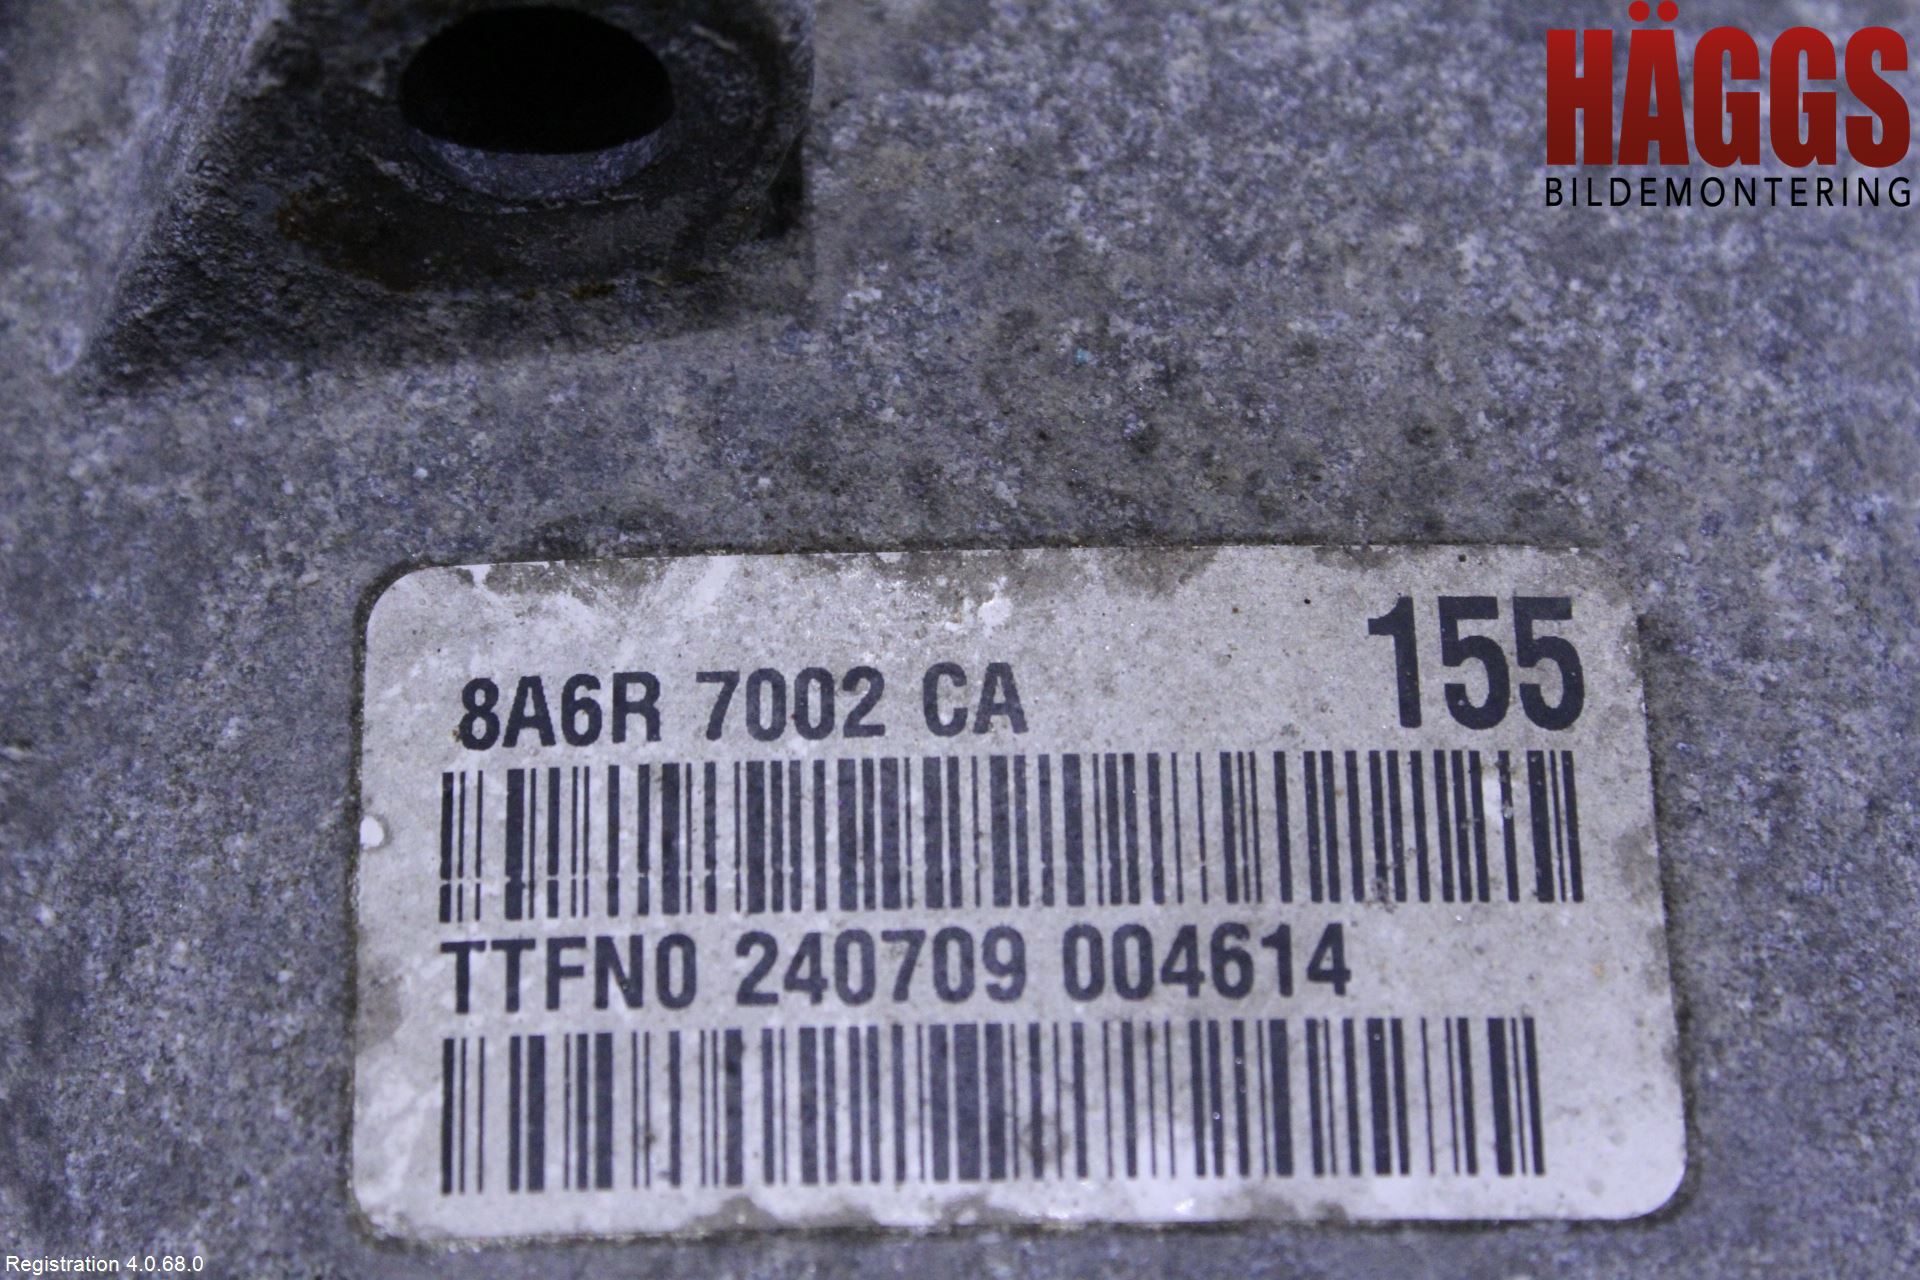 HÄGGS
BILDEMONTERING
155
8A6R 7002 CA
TTFN0 240709 004614
Registration 4.0.68.0